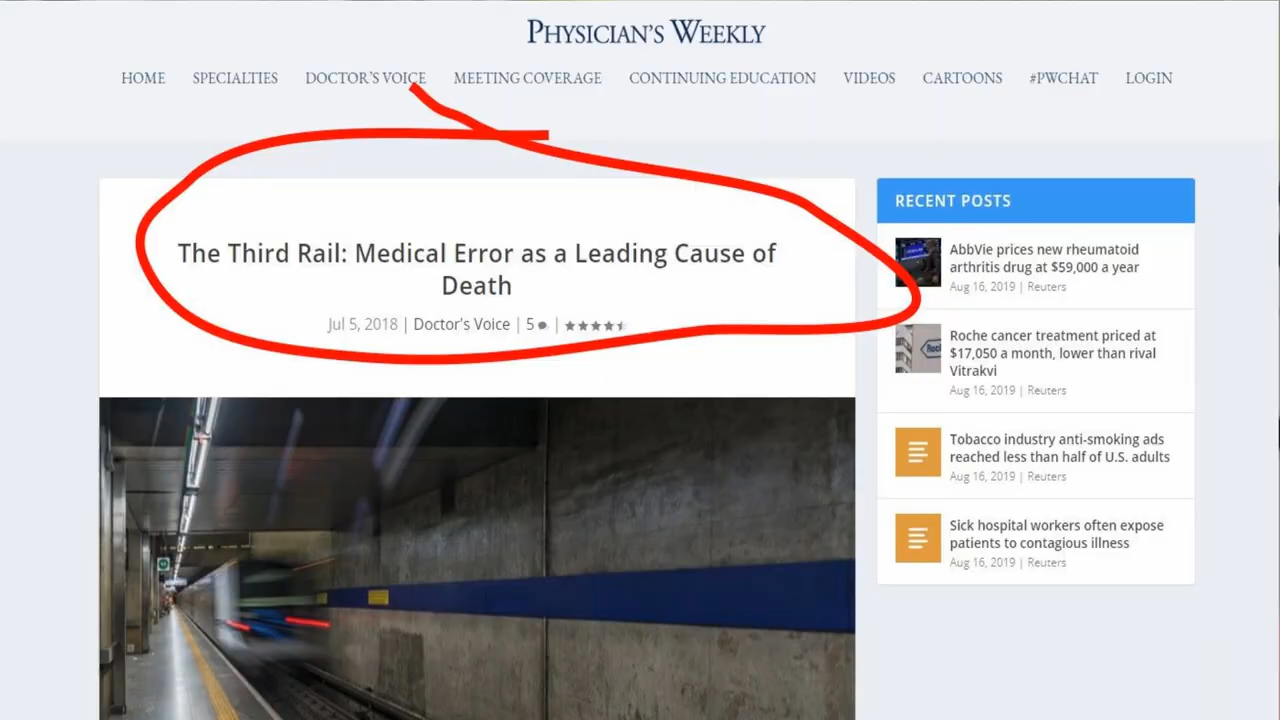 PHYSICIAN'S WEEKLY
HOME SPECIALTIES DOCTOR'S VOICE MEETING COVERAGE CONTINUING EDUCATION VIDEOS CARTOONS #PWCHAT LOGIN
The Third Rail: Medical Error as a Leading Cause of
Death
Jul 5, 2018 | Doctor's Voice | 5 |
RECENT POSTS
AbbVie prices new rheumatoid
arthritis drug at $59,000 a year
Aug 16, 2019 | Reuters
Roche cancer treatment priced at
$17,050 a month, lower than rival
Vitrakvi
Aug 16, 2019 | Reuters
Tobacco industry anti-smoking ads
reached less than half of U.S. adults
Aug 16, 2019 | Reuters
Sick hospital workers often expose
patients to contagious illness
Aug 16, 2019 | Reuters